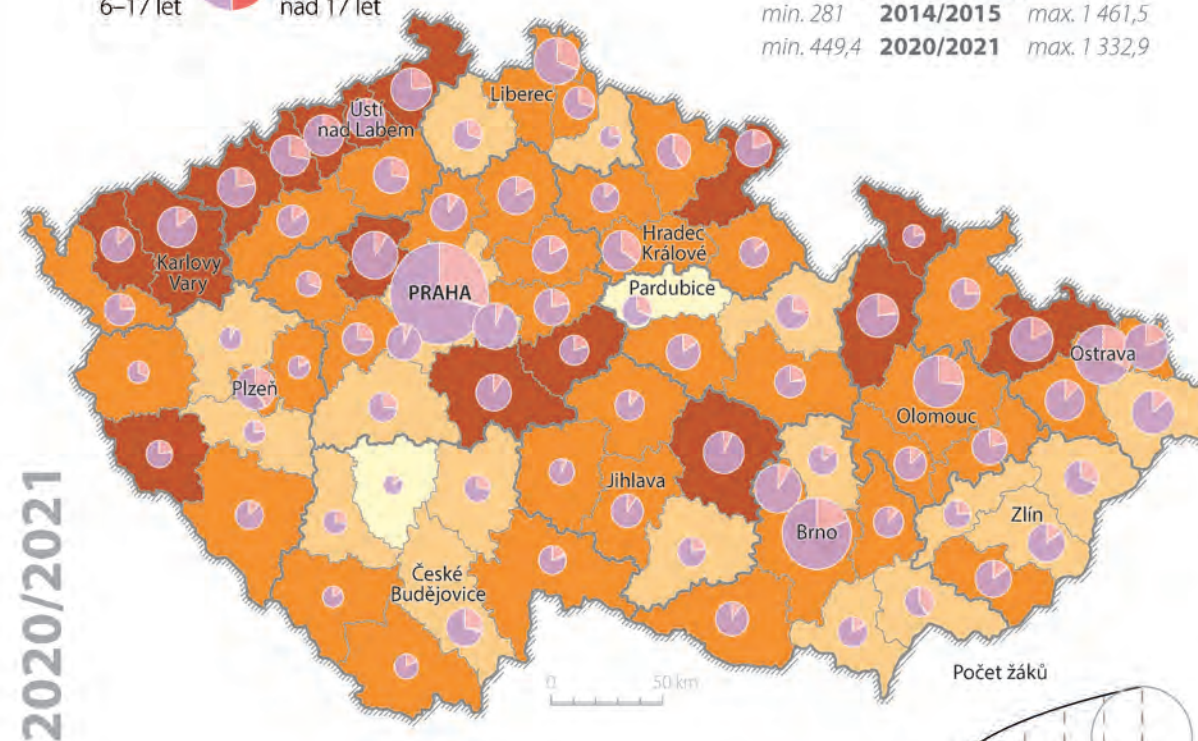 6–17 let nad 17 let
min. 281 2014/2015 max. 1 461,5
min. 449,4 2020/2021 max. 1 332,9
Liberec
Ústí
nad Labem
Karlovy
Vary
PRAHA
Hradec
Králové
Pardubice
Plzeň
Ostrava
Olomouc
Jihlava
Brno
Zlín
České
Budějovice
0 50 km
Počet žáků
2020/2021